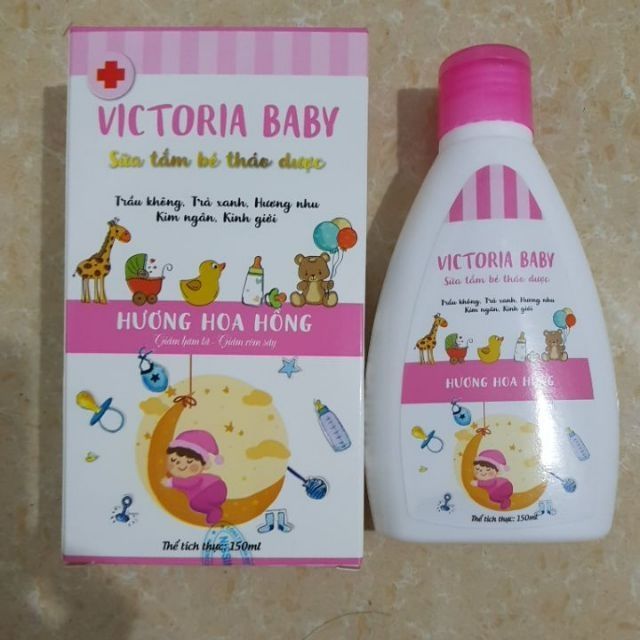 VICTORIA BABY
Sữa tắm bé thảo dược
Trầu không, Trà xanh, Hương nhu
Kim ngân, Kinh giới
HƯƠNG HOA HỒNG
Giảm hăm tã - Giảm rôm sảy
Thể tích thực: 150ml
VICTORIA BABY
Sữa tắm bé thảo dược
Trầu không, Trà xanh, Hương nhu
Kim ngân, Kinh giới
HƯƠNG HOA HỒNG
Thể tích thực: 150ml